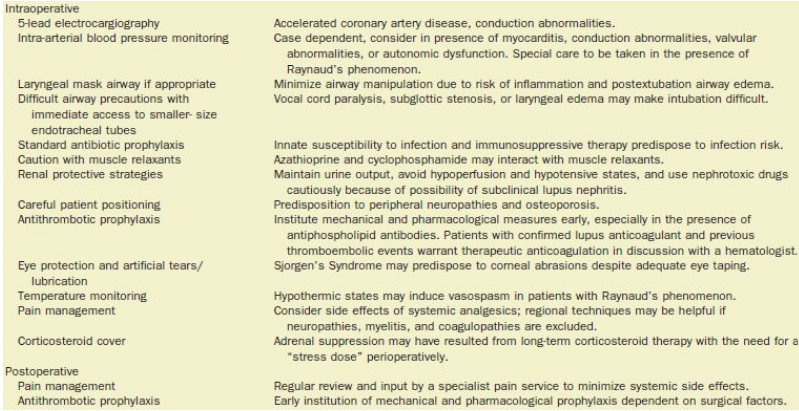 Intraoperative
5-lead electrocargiography Accelerated coronary artery disease, conduction abnormalities.
Intra-arterial blood pressure monitoring Case dependent, consider in presence of myocarditis, conduction abnormalities, valvular
abnormalities, or autonomic dysfunction. Special care to be taken in the presence of
Raynaud's phenomenon.
Laryngeal mask airway if appropriate Minimize airway manipulation due to risk of inflammation and postextubation airway edema.
Difficult airway precautions with Vocal cord paralysis, subglottic stenosis, or laryngeal edema may make intubation difficult.
immediate access to smaller- size
endotracheal tubes
Standard antibiotic prophylaxis Innate susceptibility to infection and immunosuppressive therapy predispose to infection risk.
Caution with muscle relaxants Azathioprine and cyclophosphamide may interact with muscle relaxants.
Renal protective strategies Maintain urine output, avoid hypoperfusion and hypotensive states, and use nephrotoxic drugs
cautiously because of possibility of subclinical lupus nephritis.
Careful patient positioning Predisposition to peripheral neuropathies and osteoporosis.
Antithrombotic prophylaxis Institute mechanical and pharmacological measures early, especially in the presence of
antiphospholipid antibodies. Patients with confirmed lupus anticoagulant and previous
thromboembolic events warrant therapeutic anticoagulation in discussion with a hematologist.
Eye protection and artificial tears/ Sjorgen's Syndrome may predispose to corneal abrasions despite adequate eye taping.
lubrication
Temperature monitoring Hypothermic states may induce vasospasm in patients with Raynaud's phenomenon.
Pain management Consider side effects of systemic analgesics; regional techniques may be helpful if
neuropathies, myelitis, and coagulopathies are excluded.
Corticosteroid cover Adrenal suppression may have resulted from long-term corticosteroid therapy with the need for a
"stress dose" perioperatively.
Postoperative
Pain management Regular review and input by a specialist pain service to minimize systemic side effects.
Antithrombotic prophylaxis Early institution of mechanical and pharmacological prophylaxis dependent on surgical factors.